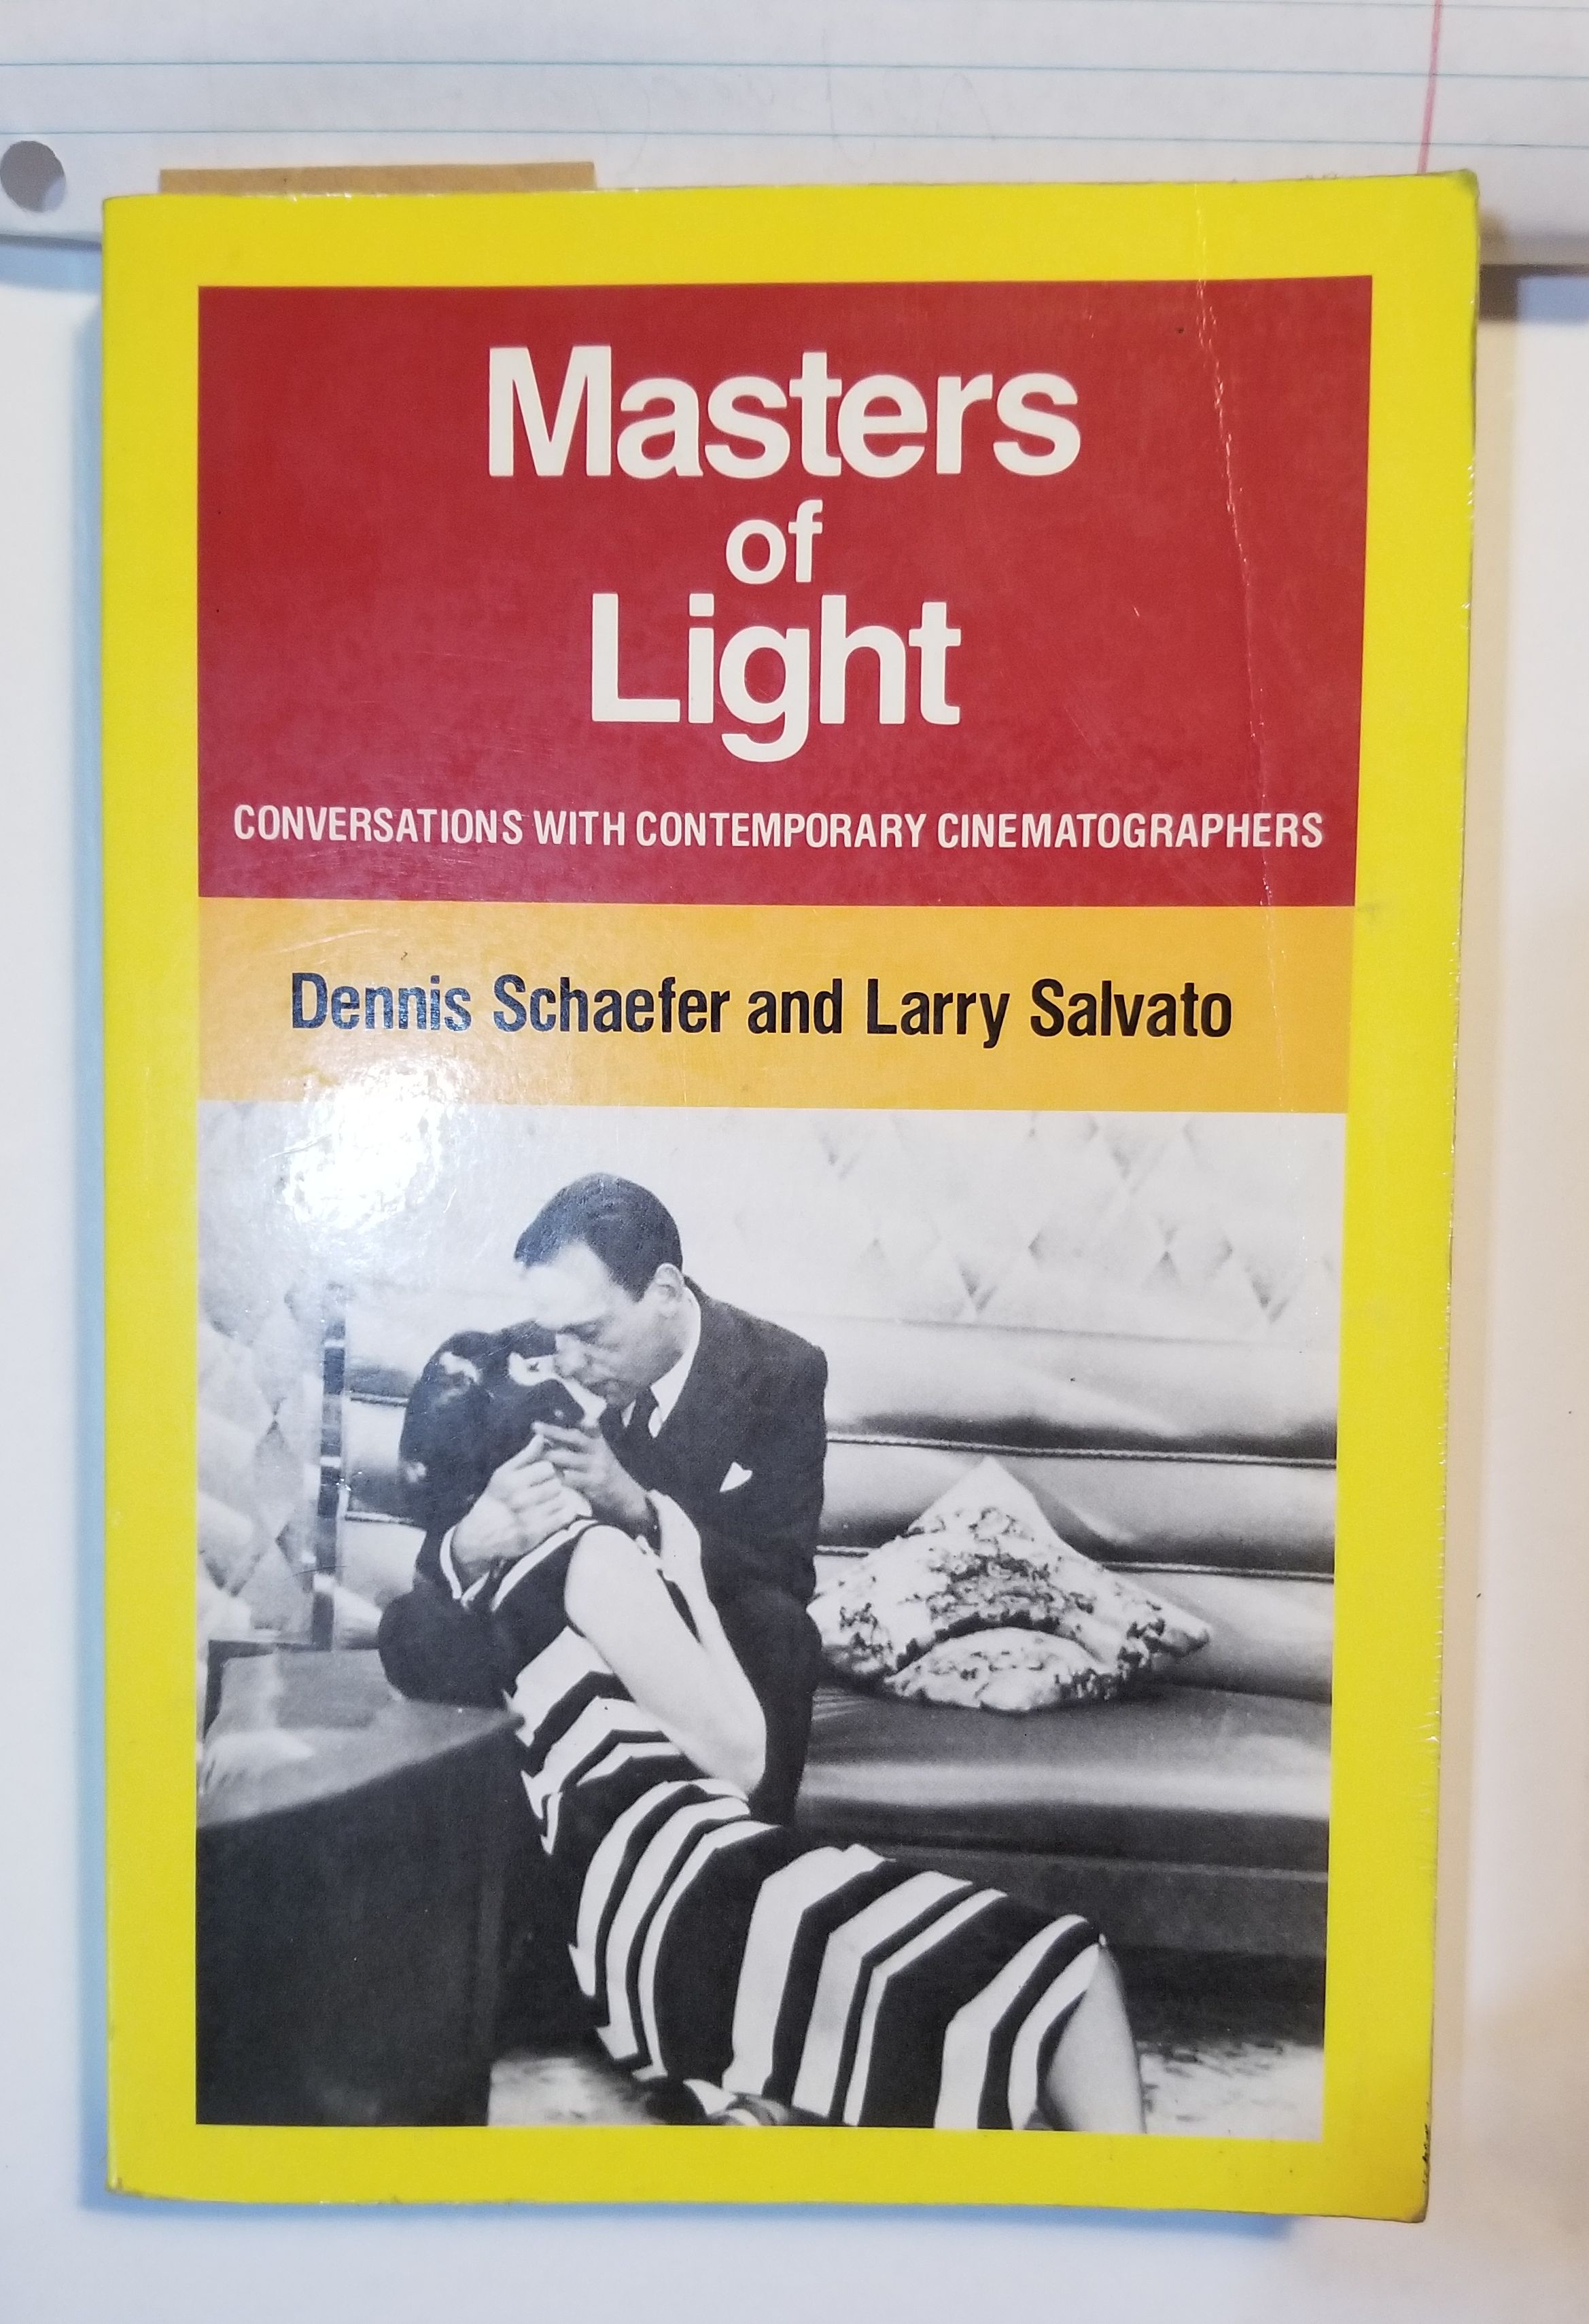 Masters
of
Light
CONVERSATIONS WITH CONTEMPORARY CINEMATOGRAPHERS
Dennis Schaefer and Larry Salvato